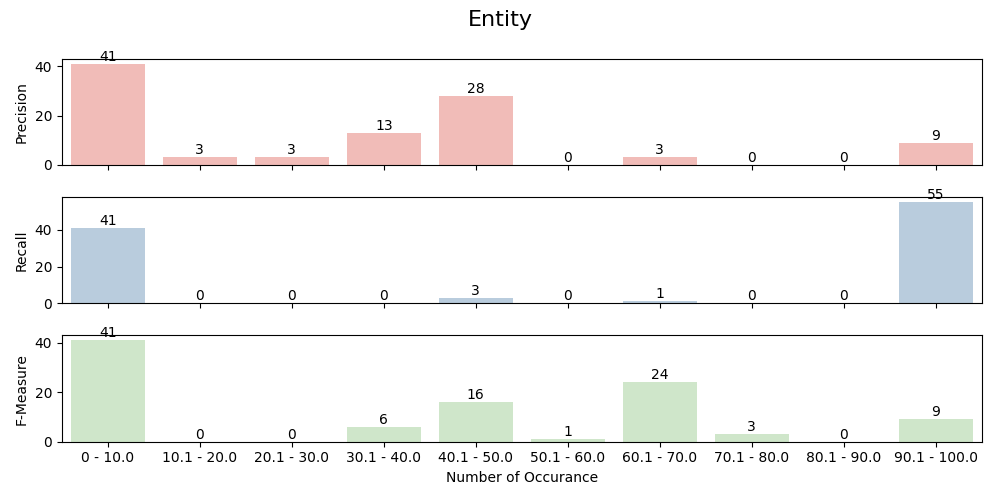 Entity
Precision
40
20
0
41
3
3
13
28
0
3
0
0
9
Recall
40
20
0
41
0
0
0
3
0
1
0
0
55
F-Measure
40
20
0
41
0
0
6
16
1
24
3
0
9
0 - 10.0
10.1 - 20.0
20.1 - 30.0
30.1 - 40.0
40.1 - 50.0
50.1 - 60.0
60.1 - 70.0
70.1 - 80.0
80.1 - 90.0
90.1 - 100.0
Number of Occurance